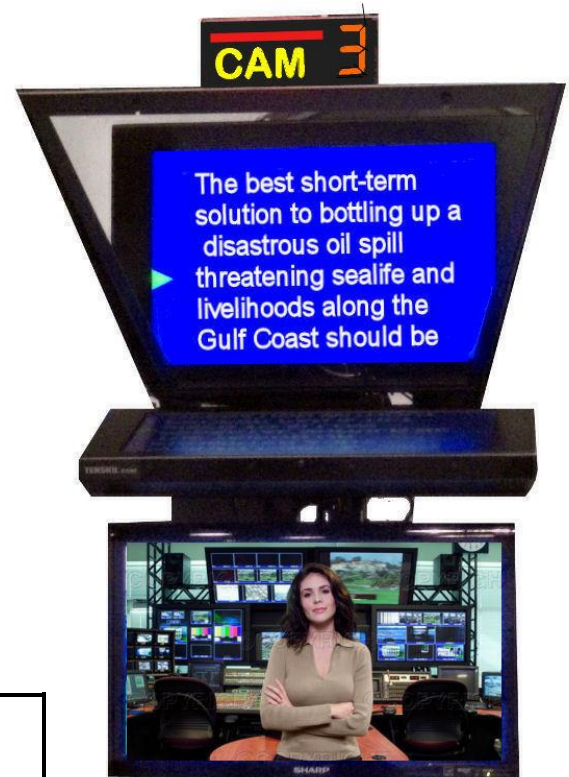 CAM 3
The best short-term
solution to bottling up a
disastrous oil spill
threatening sealife and
livelihoods along the
Gulf Coast should be
SHARP